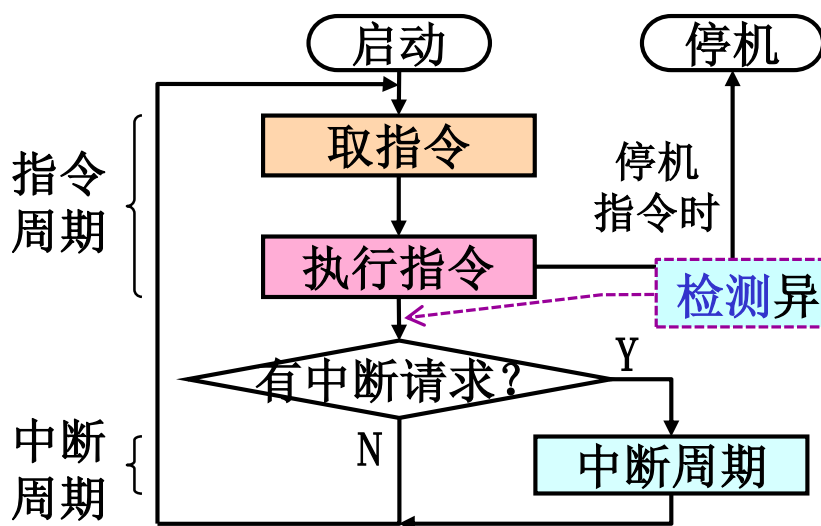 启动
停机
取指令
指令
周期
停机
指令时
执行指令
检测异
有中断请求?
Y
N
中断
周期
中断周期